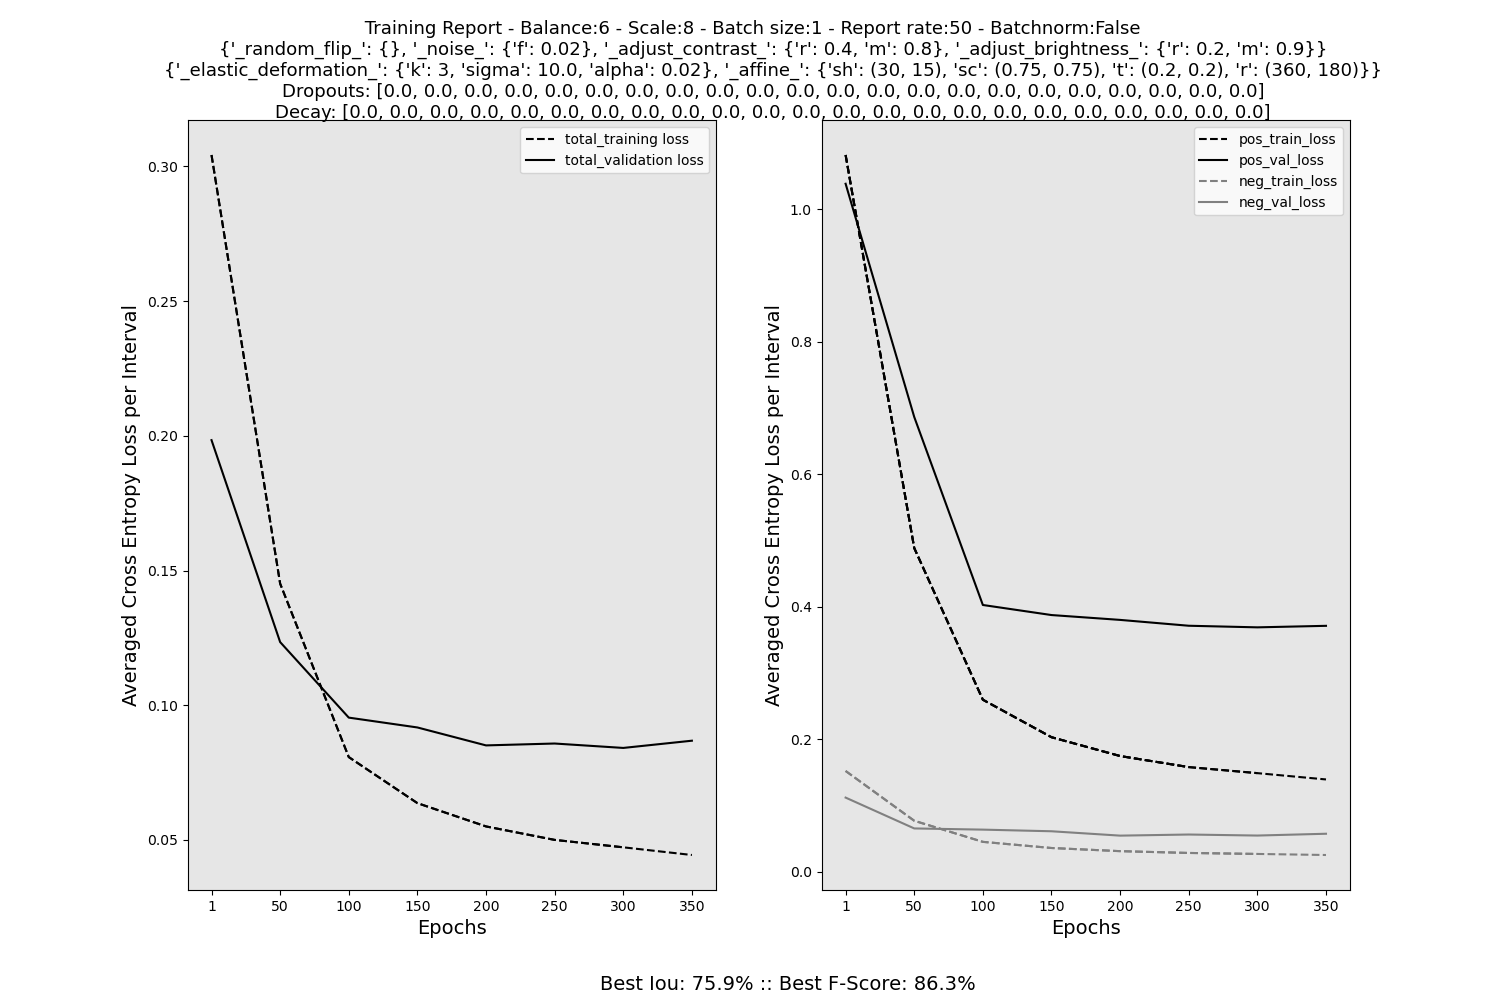 Training Report - Balance:6 - Scale:8 - Batch size:1 - Report rate:50 - Batchnorm:False
{'_random_flip_': {}, '_noise_': {'f': 0.02}, '_adjust_contrast_': {'r': 0.4, 'm': 0.8}, '_adjust_brightness_': {'r': 0.2, 'm': 0.9}}
{'_elastic_deformation_': {'k': 3, 'sigma': 10.0, 'alpha': 0.02}, '_affine_': {'sh': (30, 15), 'sc': (0.75, 0.75), 't': (0.2, 0.2), 'r': (360, 180)}}
Dropouts: [0.0, 0.0, 0.0, 0.0, 0.0, 0.0, 0.0, 0.0, 0.0, 0.0, 0.0, 0.0, 0.0, 0.0, 0.0, 0.0, 0.0, 0.0, 0.0, 0.0, 0.0, 0.0]
Decay: [0.0, 0.0, 0.0, 0.0, 0.0, 0.0, 0.0, 0.0, 0.0, 0.0, 0.0, 0.0, 0.0, 0.0, 0.0, 0.0, 0.0, 0.0, 0.0, 0.0, 0.0, 0.0, 0.0]
total_training loss
total_validation loss
0.30
0.25
0.20
0.15
0.10
0.05
Averaged Cross Entropy Loss per Interval
1 50 100 150 200 250 300 350
Epochs
pos_train_loss
pos_val_loss
neg_train_loss
neg_val_loss
1.0
0.8
0.6
0.4
0.2
0.0
Averaged Cross Entropy Loss per Interval
1 50 100 150 200 250 300 350
Epochs
Best Iou: 75.9% :: Best F-Score: 86.3%